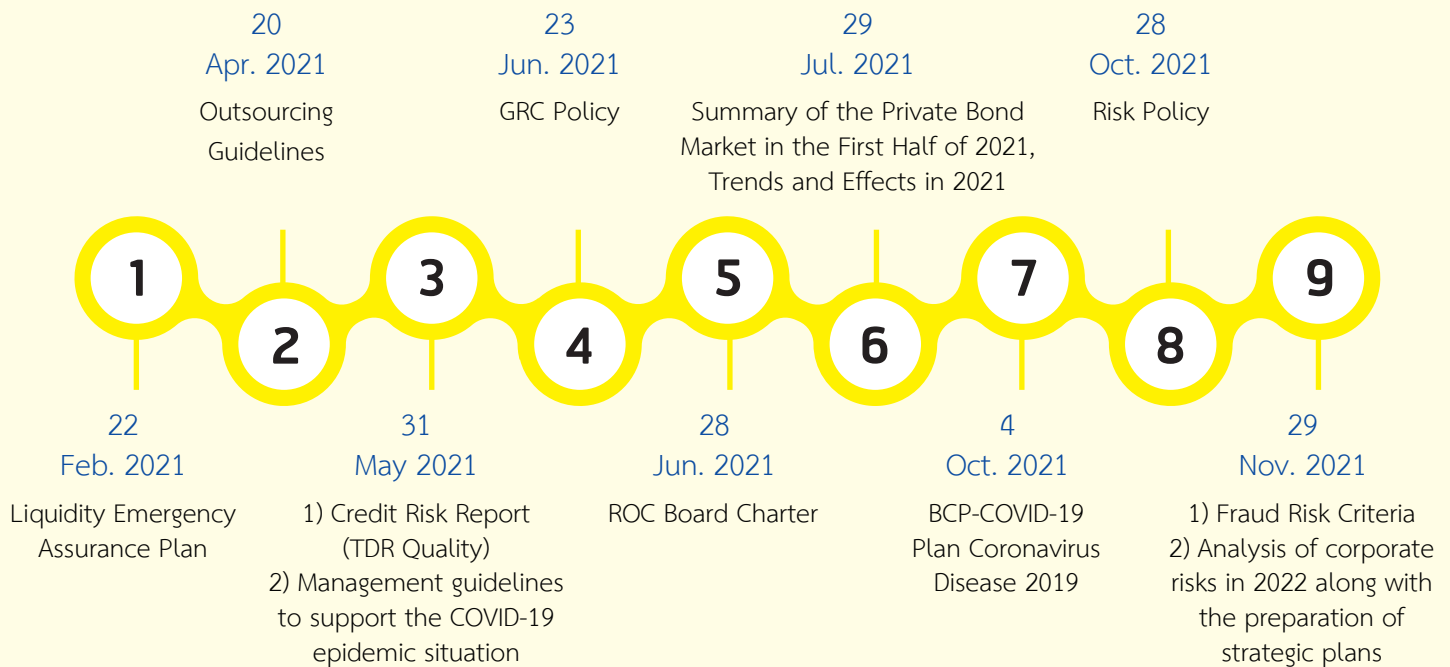 20
Apr. 2021
Outsourcing
Guidelines
23
Jun. 2021
GRC Policy
29
Jul. 2021
Summary of the Private Bond
Market in the First Half of 2021,
Trends and Effects in 2021
28
Oct. 2021
Risk Policy
1
2
3
4
5
6
7
8
9
22
Feb. 2021
Liquidity Emergency
Assurance Plan
31
May 2021
1) Credit Risk Report
(TDR Quality)
2) Management guidelines
to support the COVID-19
epidemic situation
28
Jun. 2021
ROC Board Charter
4
Oct. 2021
BCP-COVID-19
Plan Coronavirus
Disease 2019
29
Nov. 2021
1) Fraud Risk Criteria
2) Analysis of corporate
risks in 2022 along with
the preparation of
strategic plans